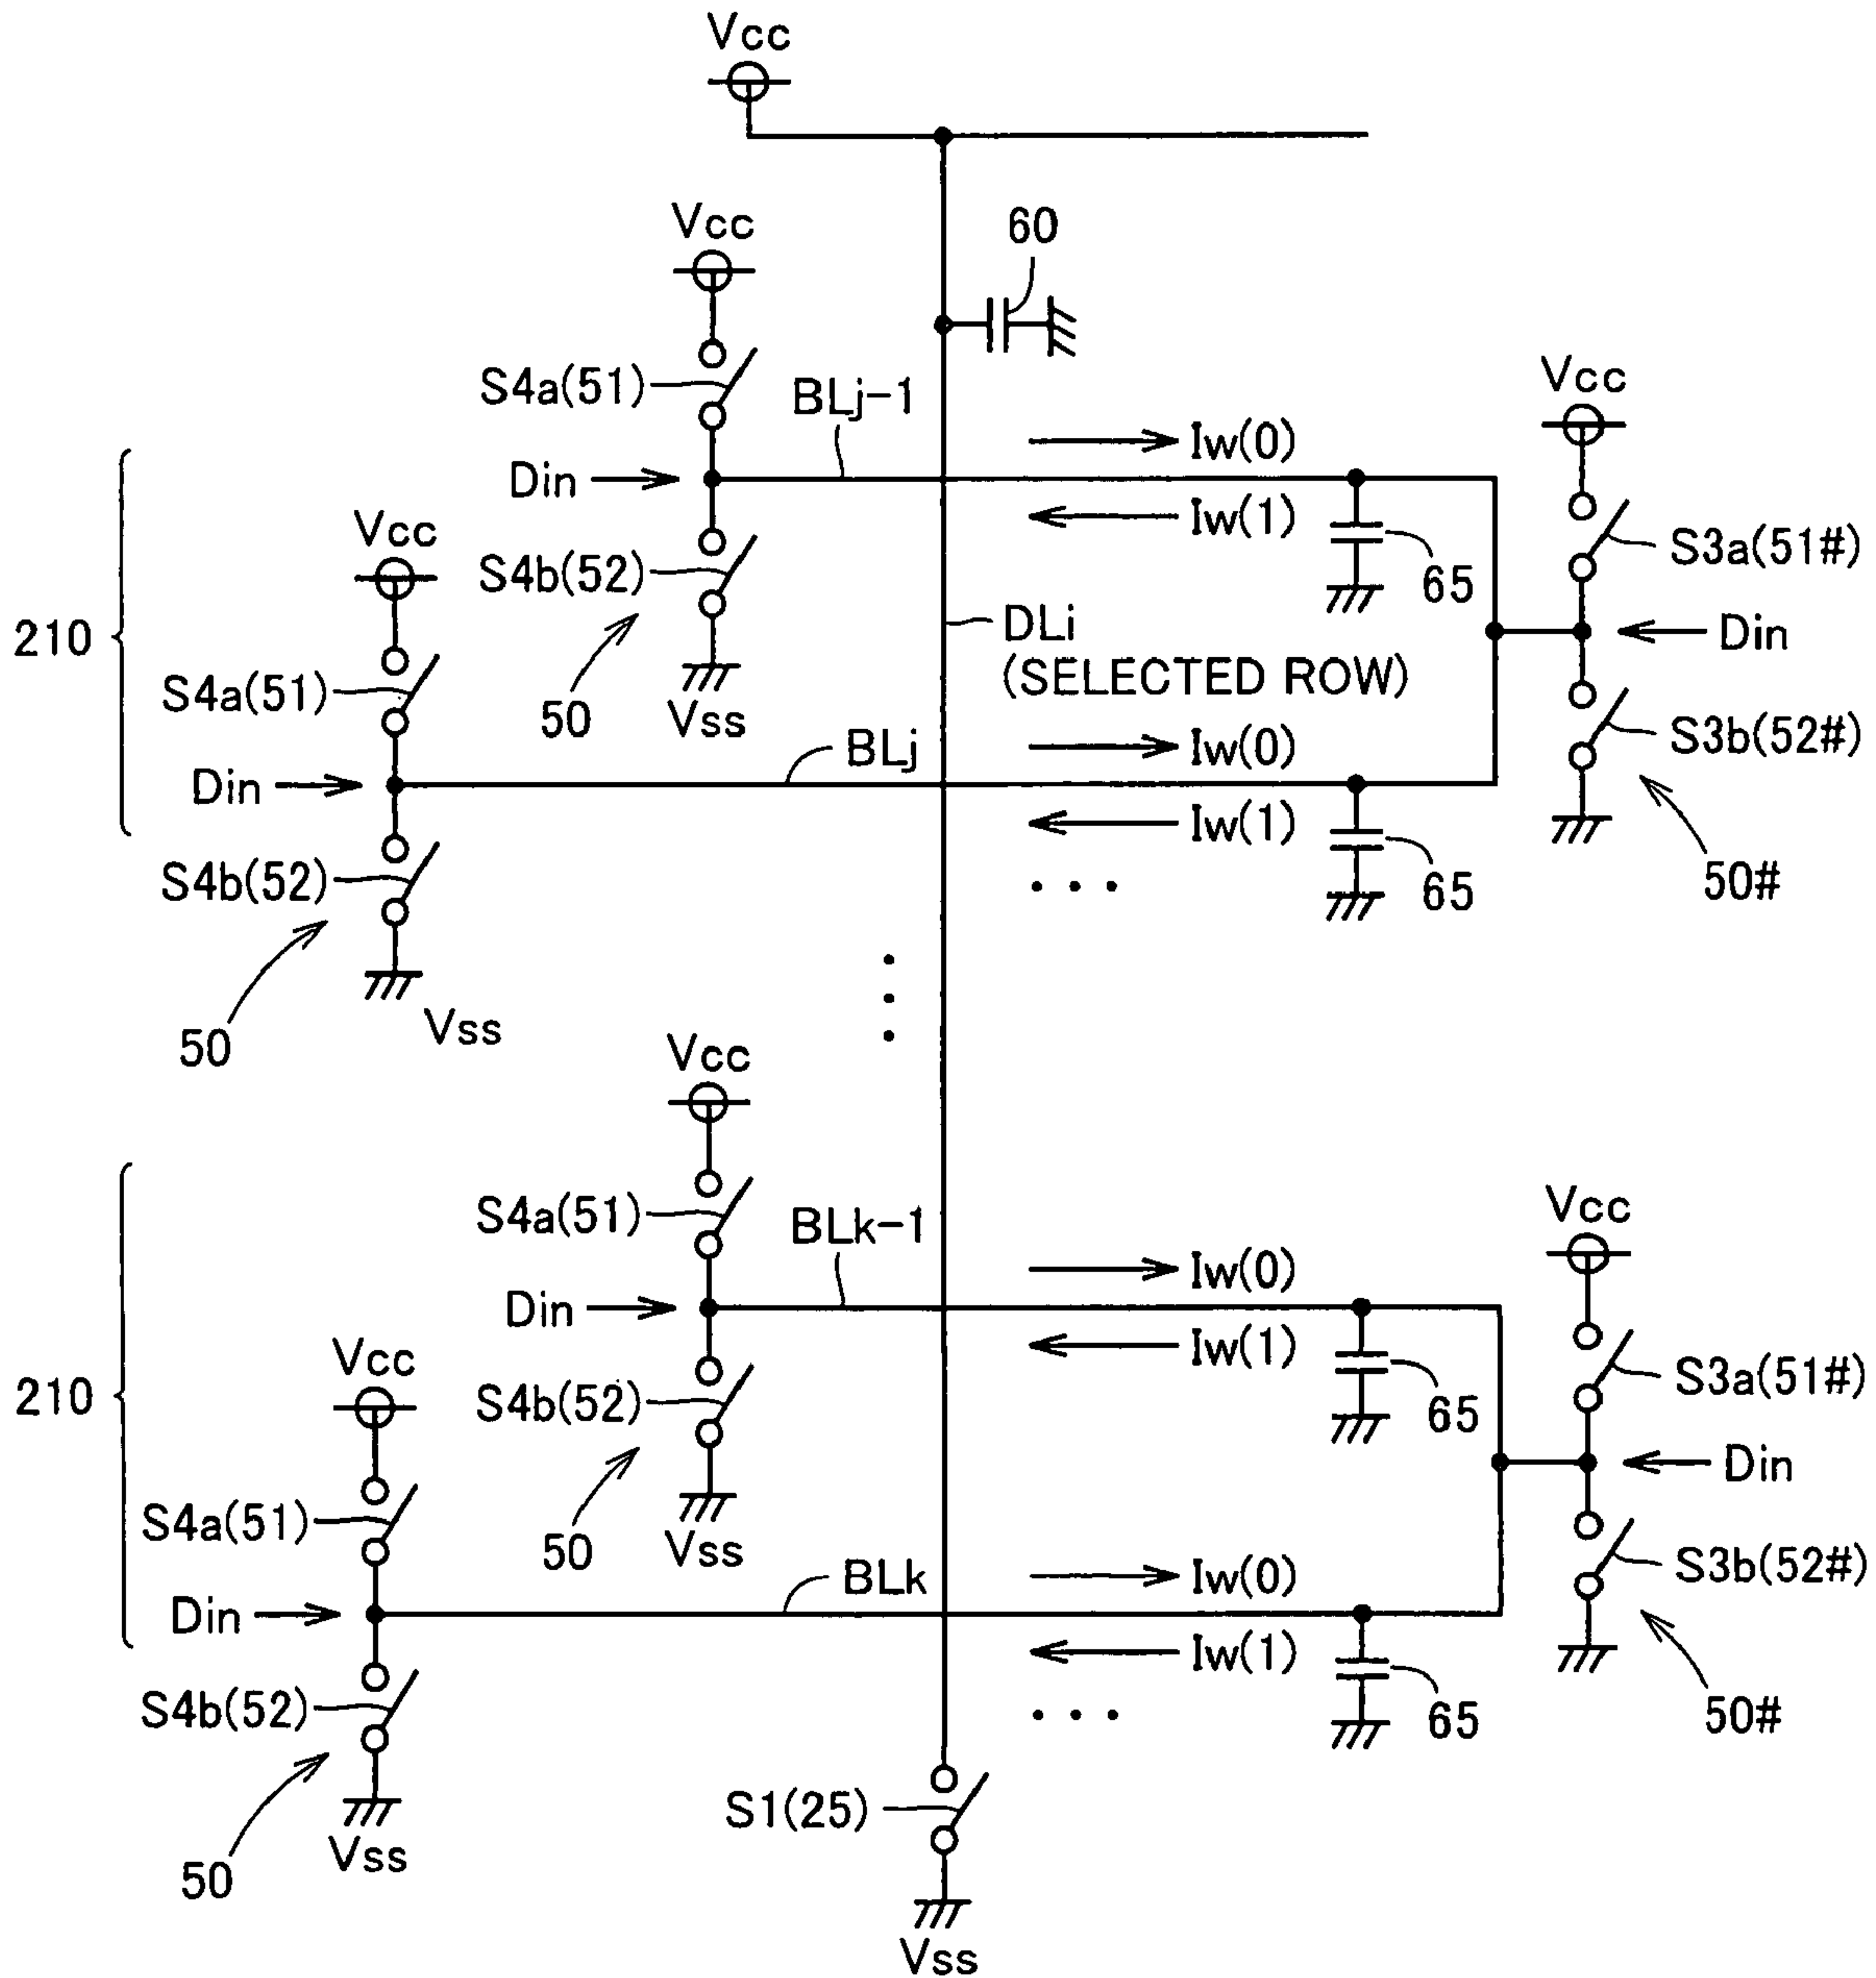 Vcc
Vcc
60
S4a(51)
BLj-1
Iw(0)
Vcc
Din
Iw(1)
Vcc
S4b(52)
65
S3a(51#)
210
DLi
(SELECTED ROW)
Din
S4a(51)
50
Vss
BLj
Iw(0)
S3b(52#)
Din
Iw(1)
S4b(52)
65
50#
. . .
50
Vss
Vcc
S4a(51)
BLk-1
Iw(0)
Vcc
Din
Iw(1)
Vcc
S4b(52)
65
S3a(51#)
210
Din
S4a(51)
50
Vss
BLk
Iw(0)
S3b(52#)
Din
Iw(1)
S4b(52)
65
50#
. . .
S1(25)
50
Vss
Vss